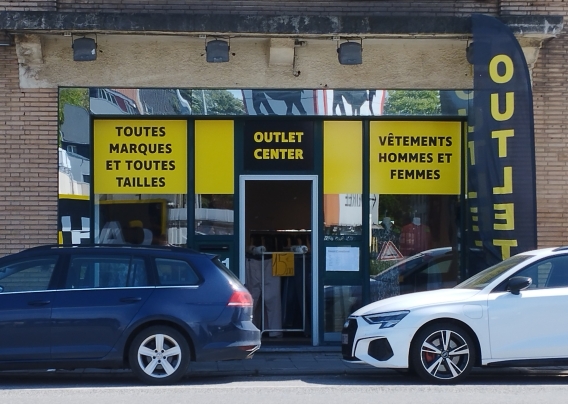 TOUTES
MARQUES
ET TOUTES
TAILLES
OUTLET
CENTER
VÊTEMENTS
HOMMES ET
FEMMES
OUTLET